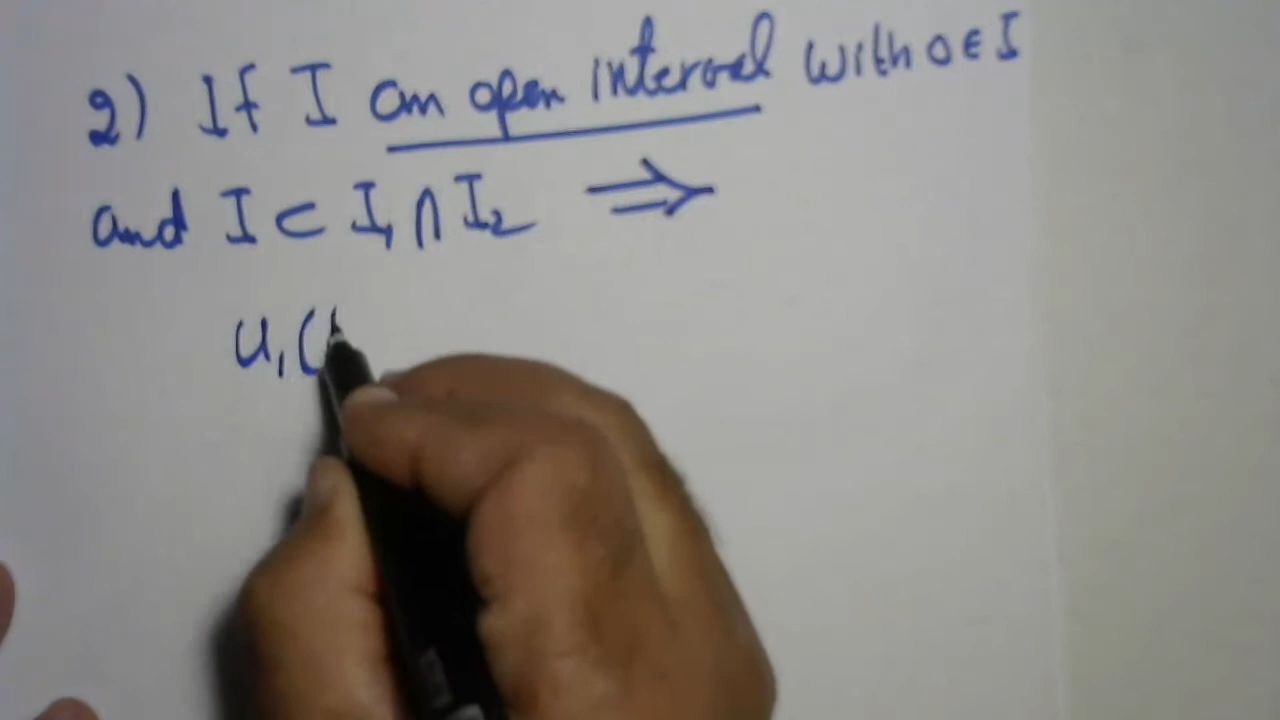 2) If I an open interval with 0 ∈ I
and I ⊂ I₁ ∩ I₂ ⇒
u₁(